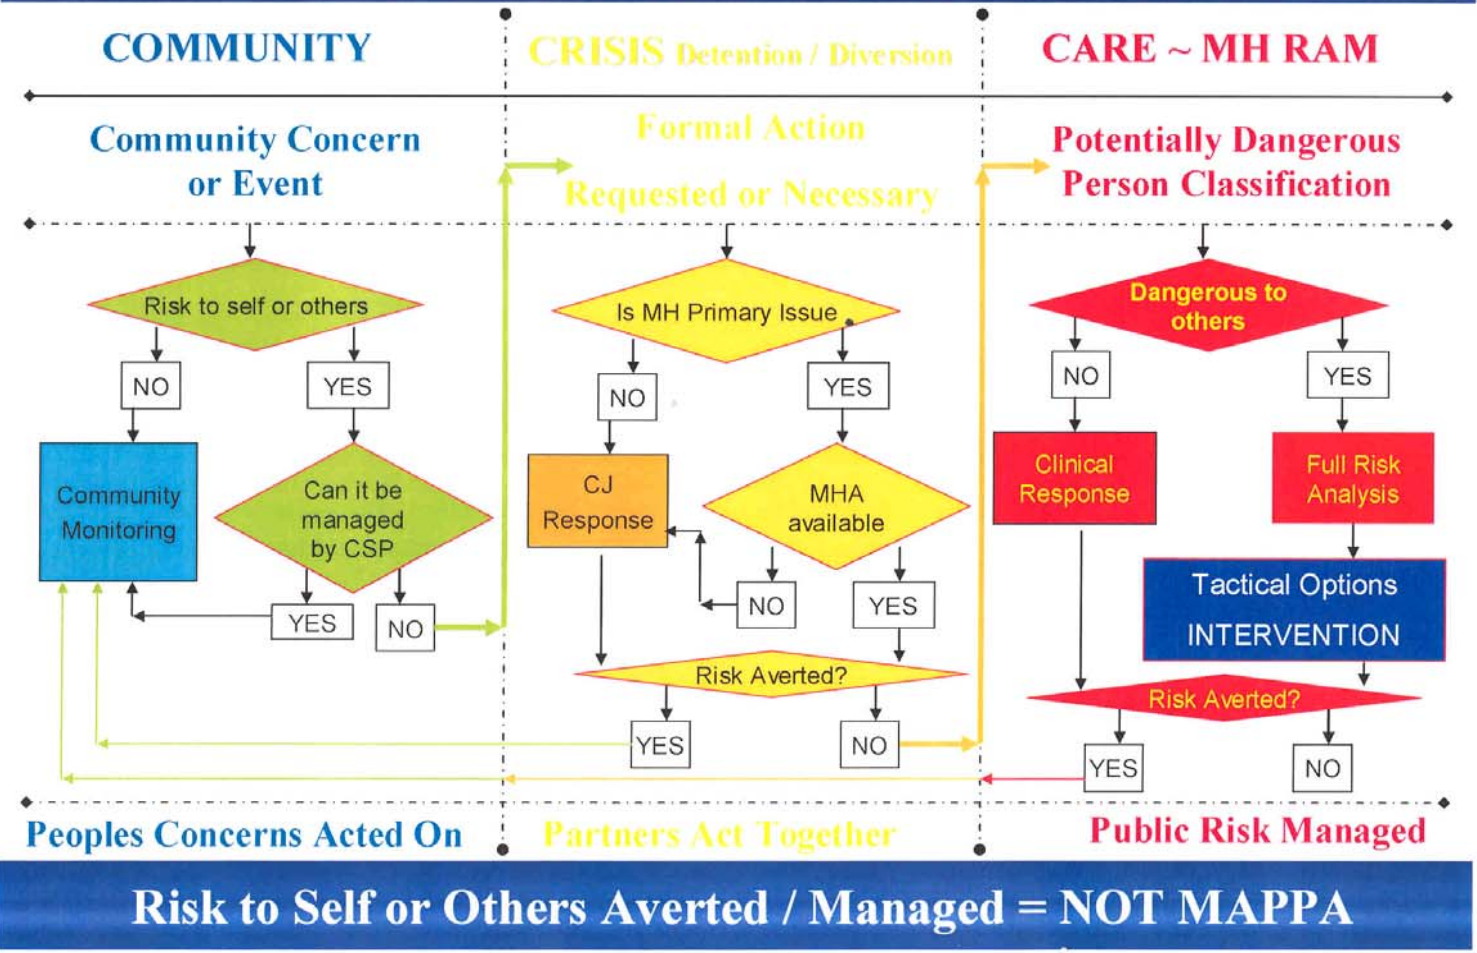 COMMUNITY
CRISIS Detention / Diversion
CARE ~ MH RAM
Community Concern
or Event
Formal Action
Requested or Necessary
Potentially Dangerous
Person Classification
Risk to self or others
NO
YES
Community
Monitoring
Can it be
managed
by CSP
YES
NO
Is MH Primary Issue
NO
YES
CJ
Response
MHA
available
NO
YES
Risk Averted?
YES
NO
Dangerous to
others
NO
YES
Clinical
Response
Full Risk
Analysis
Tactical Options
INTERVENTION
Risk Averted?
YES
NO
Peoples Concerns Acted On
Partners Act Together
Public Risk Managed
Risk to Self or Others Averted / Managed = NOT MAPPA